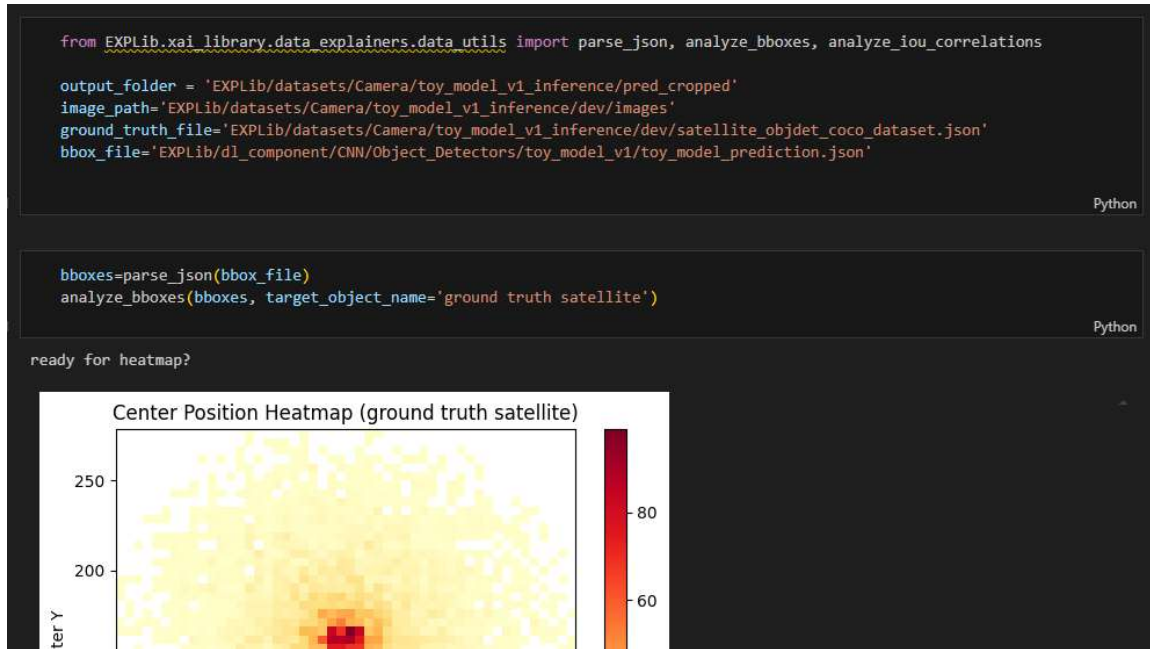 from EXPLib.xai_library.data_explainers.data_utils import parse_json, analyze_bboxes, analyze_iou_correlations
output_folder = 'EXPLib/datasets/Camera/toy_model_v1_inference/pred_cropped'
image_path='EXPLib/datasets/Camera/toy_model_v1_inference/dev/images'
ground_truth_file='EXPLib/datasets/Camera/toy_model_v1_inference/dev/satellite_objdet_coco_dataset.json'
bbox_file='EXPLib/dl_component/CNN/Object_Detectors/toy_model_v1/toy_model_prediction.json'
Python
bboxes=parse_json(bbox_file)
analyze_bboxes(bboxes, target_object_name='ground truth satellite')
Python
ready for heatmap?
Center Position Heatmap (ground truth satellite)
250
80
200
60
ter Y